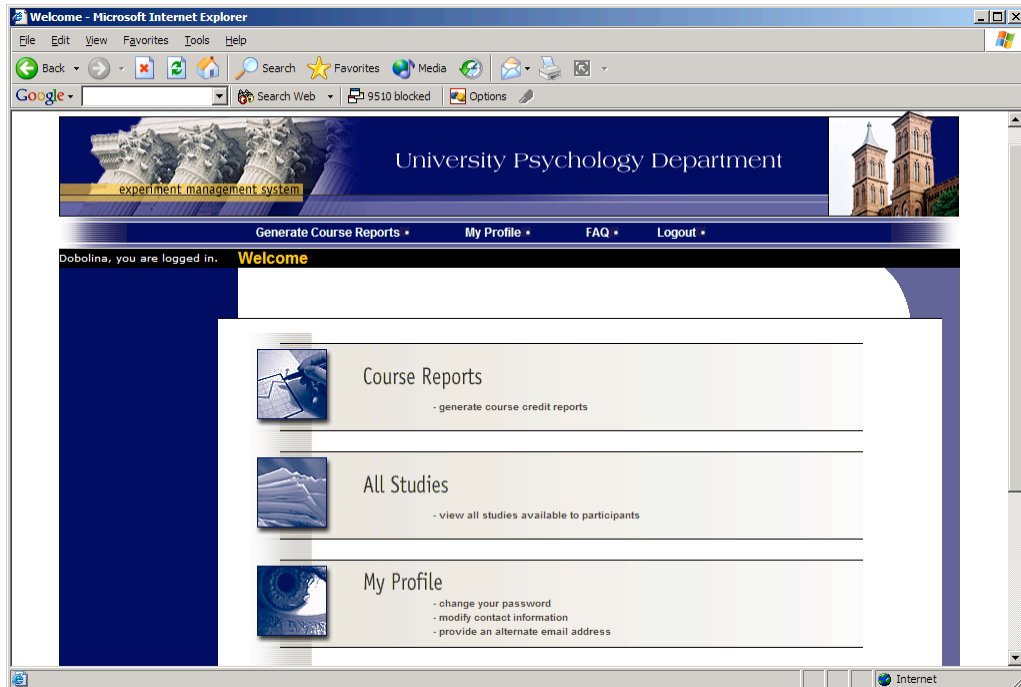 Welcome - Microsoft Internet Explorer
File Edit View Favorites Tools Help
Back Search Favorites Media
Google Search Web 9510 blocked Options
University Psychology Department
experiment management system
Generate Course Reports • My Profile • FAQ • Logout •
Dobolina, you are logged in. Welcome
Course Reports
- generate course credit reports
All Studies
- view all studies available to participants
My Profile
- change your password
- modify contact information
- provide an alternate email address
Internet